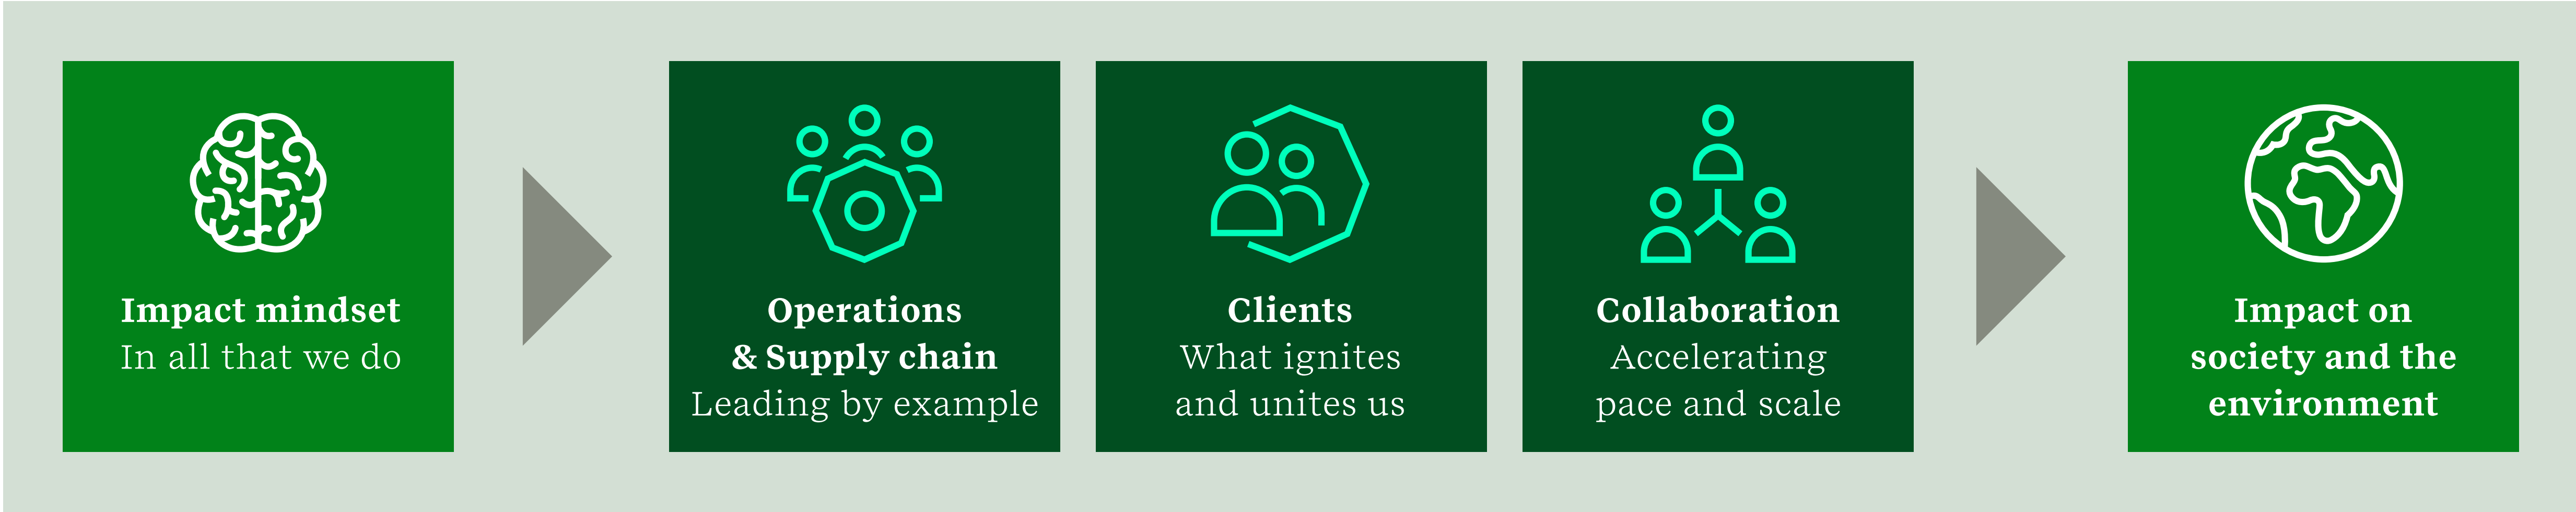 Impact mindset
In all that we do
Operations
& Supply chain
Leading by example
Clients
What ignites
and unites us
Collaboration
Accelerating
pace and scale
Impact on
society and the
environment